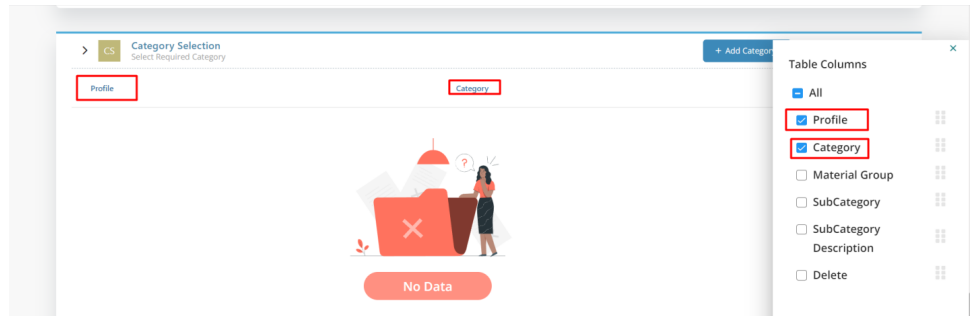 CS
Category Selection
Select Required Category
+ Add Categor
Profile
Category
?
No Data
Table Columns
×
All
Profile
Category
Material Group
SubCategory
SubCategory
Description
Delete